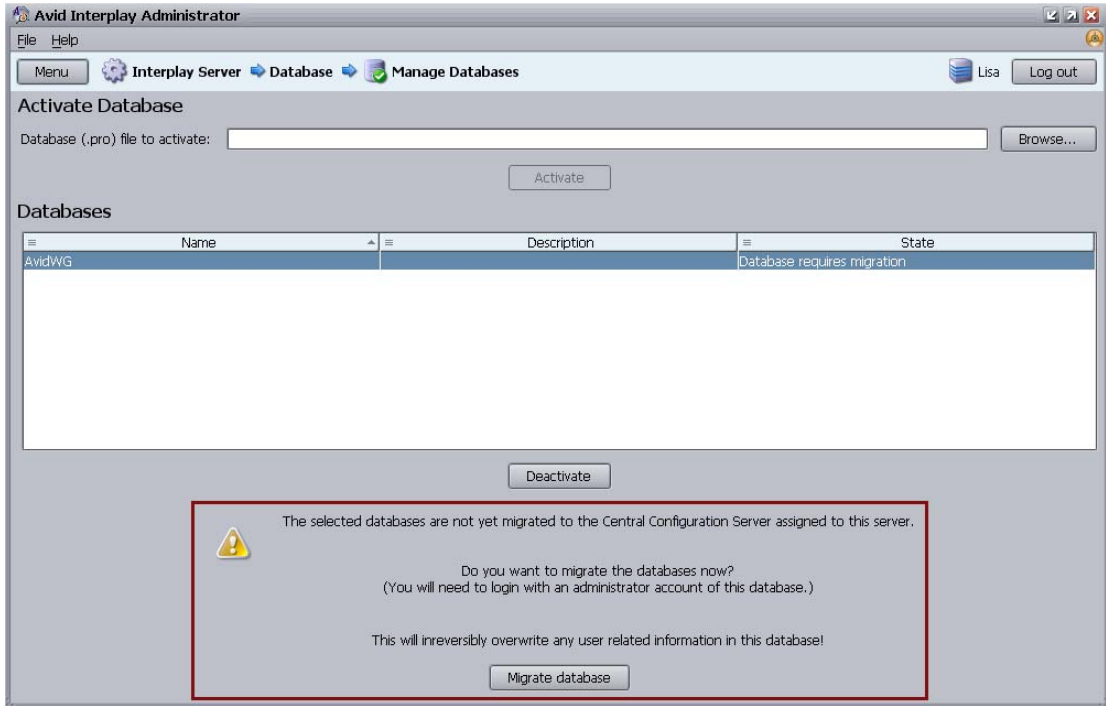 Avid Interplay Administrator
File Help
Menu Interplay Server Database Manage Databases Lisa Log out
Activate Database
Database (.pro) file to activate: Browse...
Activate
Databases
Name Description State
AvidWG Database requires migration
Deactivate
The selected databases are not yet migrated to the Central Configuration Server assigned to this server.
Do you want to migrate the databases now?
(You will need to login with an administrator account of this database.)
This will inreversibly overwrite any user related information in this database!
Migrate database